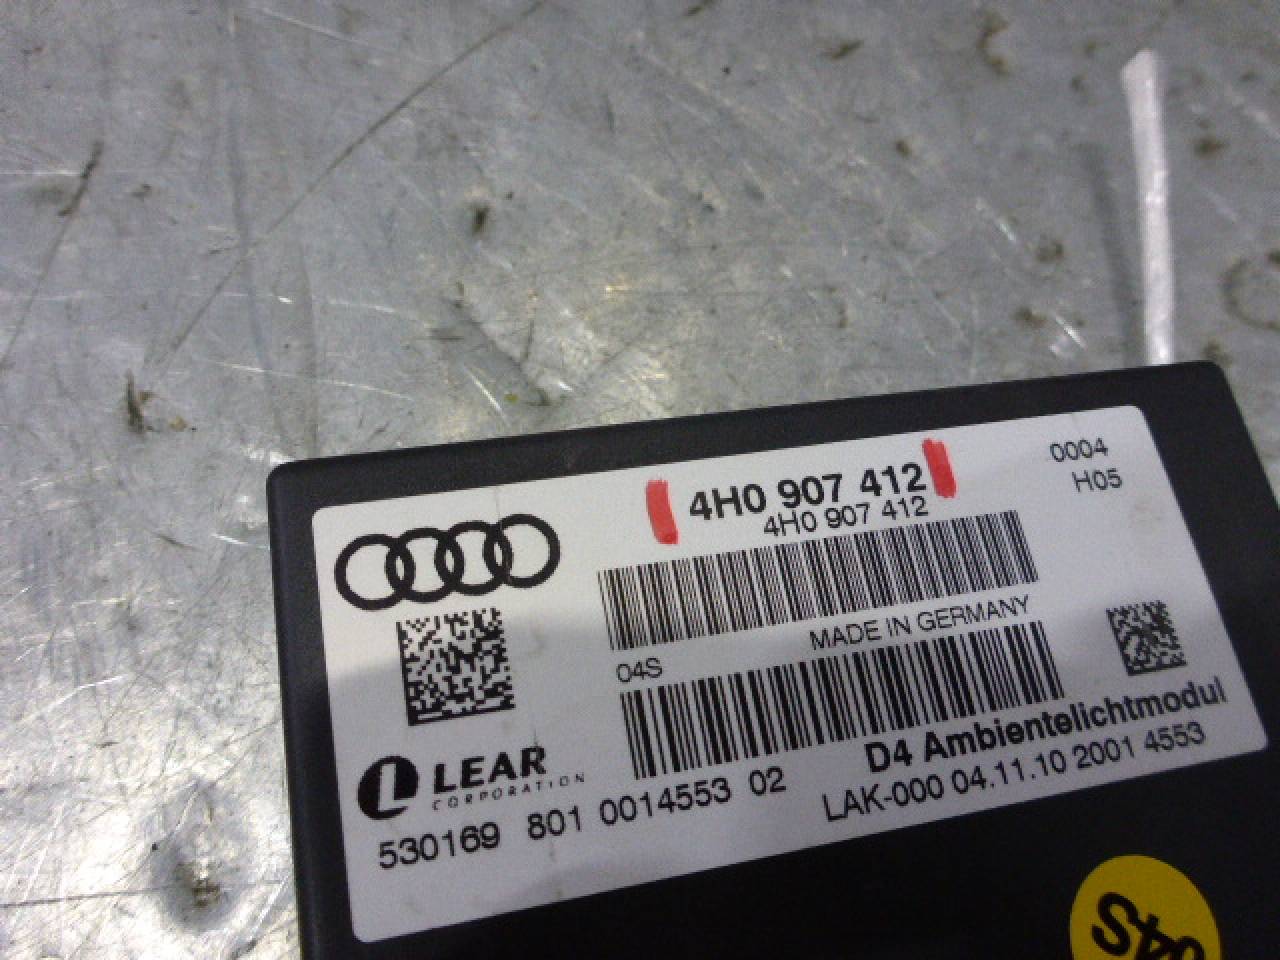 4H0 907 412
4H0 907 412
0004
H05
MADE IN GERMANY
04S
D4 Ambientelichtmodul
LEAR
CORPORATION
530169 801 0014553 02
LAK-000 04.11.10 2001 4553
04S